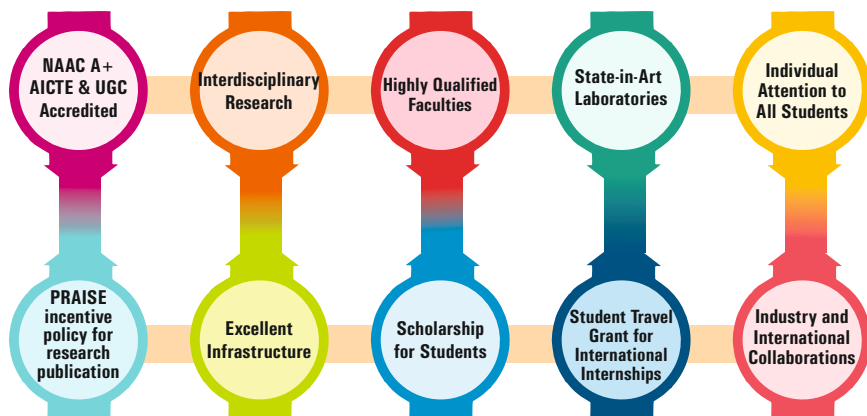 NAAC A+
AICTE & UGC
Accredited
Interdisciplinary
Research
Highly Qualified
Faculties
State-in-Art
Laboratories
Individual
Attention to
All Students
PRAISE
incentive
policy for
research
publication
Excellent
Infrastructure
Scholarship
for Students
Student Travel
Grant for
International
Internships
Industry and
International
Collaborations